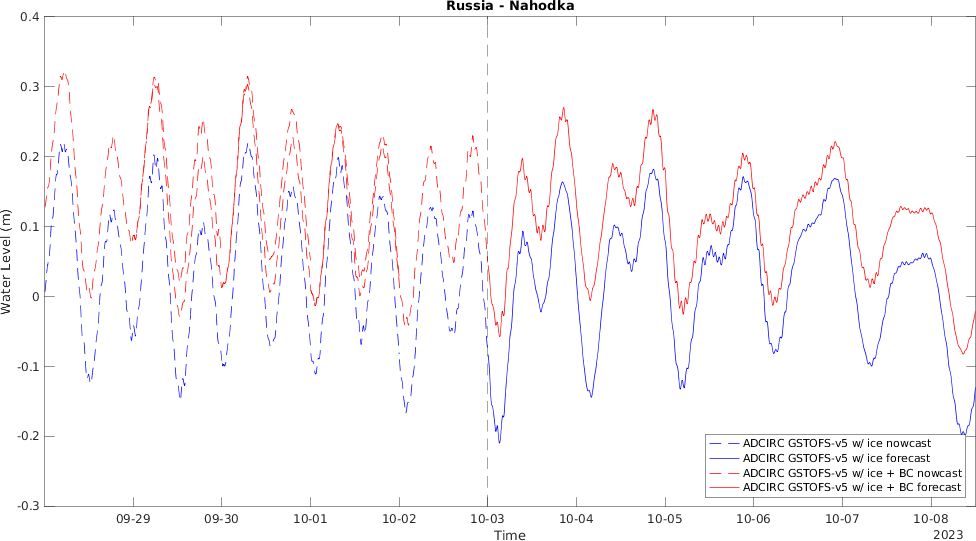 Russia - Nahodka
0.4
0.3
0.2
0.1
0
-0.1
-0.2
-0.3
Water Level (m)
ADCIRC GSTOFS-v5 w/ ice nowcast
ADCIRC GSTOFS-v5 w/ ice forecast
ADCIRC GSTOFS-v5 w/ ice + BC nowcast
ADCIRC GSTOFS-v5 w/ ice + BC forecast
09-29 09-30 10-01 10-02 10-03 10-04 10-05 10-06 10-07 10-08
Time
2023